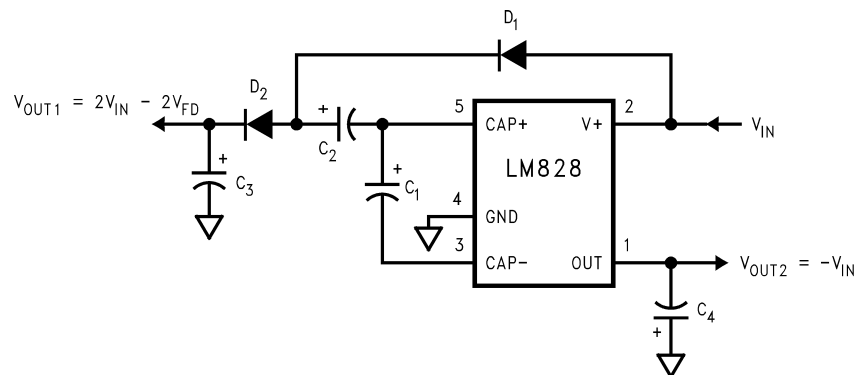 D1
D2
VOUT1 = 2VIN - 2VFD
+
C2
5
CAP+
V+
2
VIN
LM828
+
C3
+
C1
4
GND
3
CAP-
OUT
1
VOUT2 = -VIN
C4
+